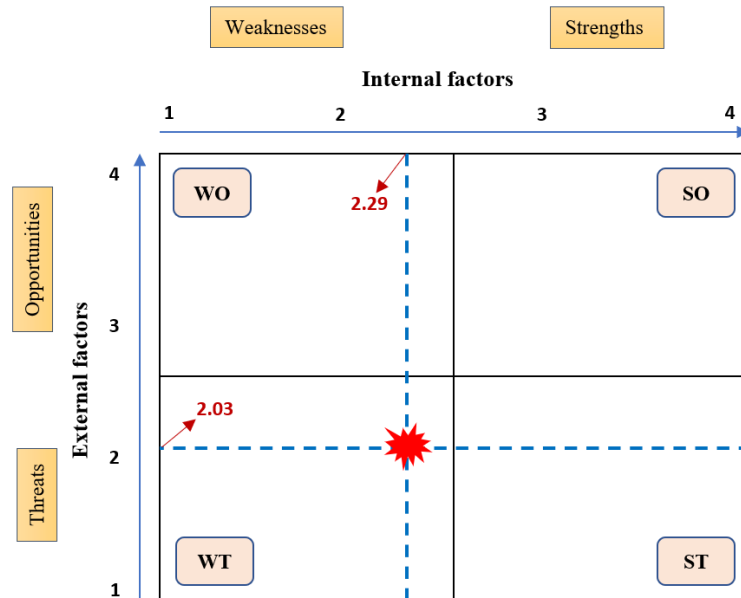 Weaknesses
Strengths
Internal factors
1
2
3
4
4
WO
2.29
SO
Opportunities
3
External factors
2.03
2
Threats
WT
ST
1